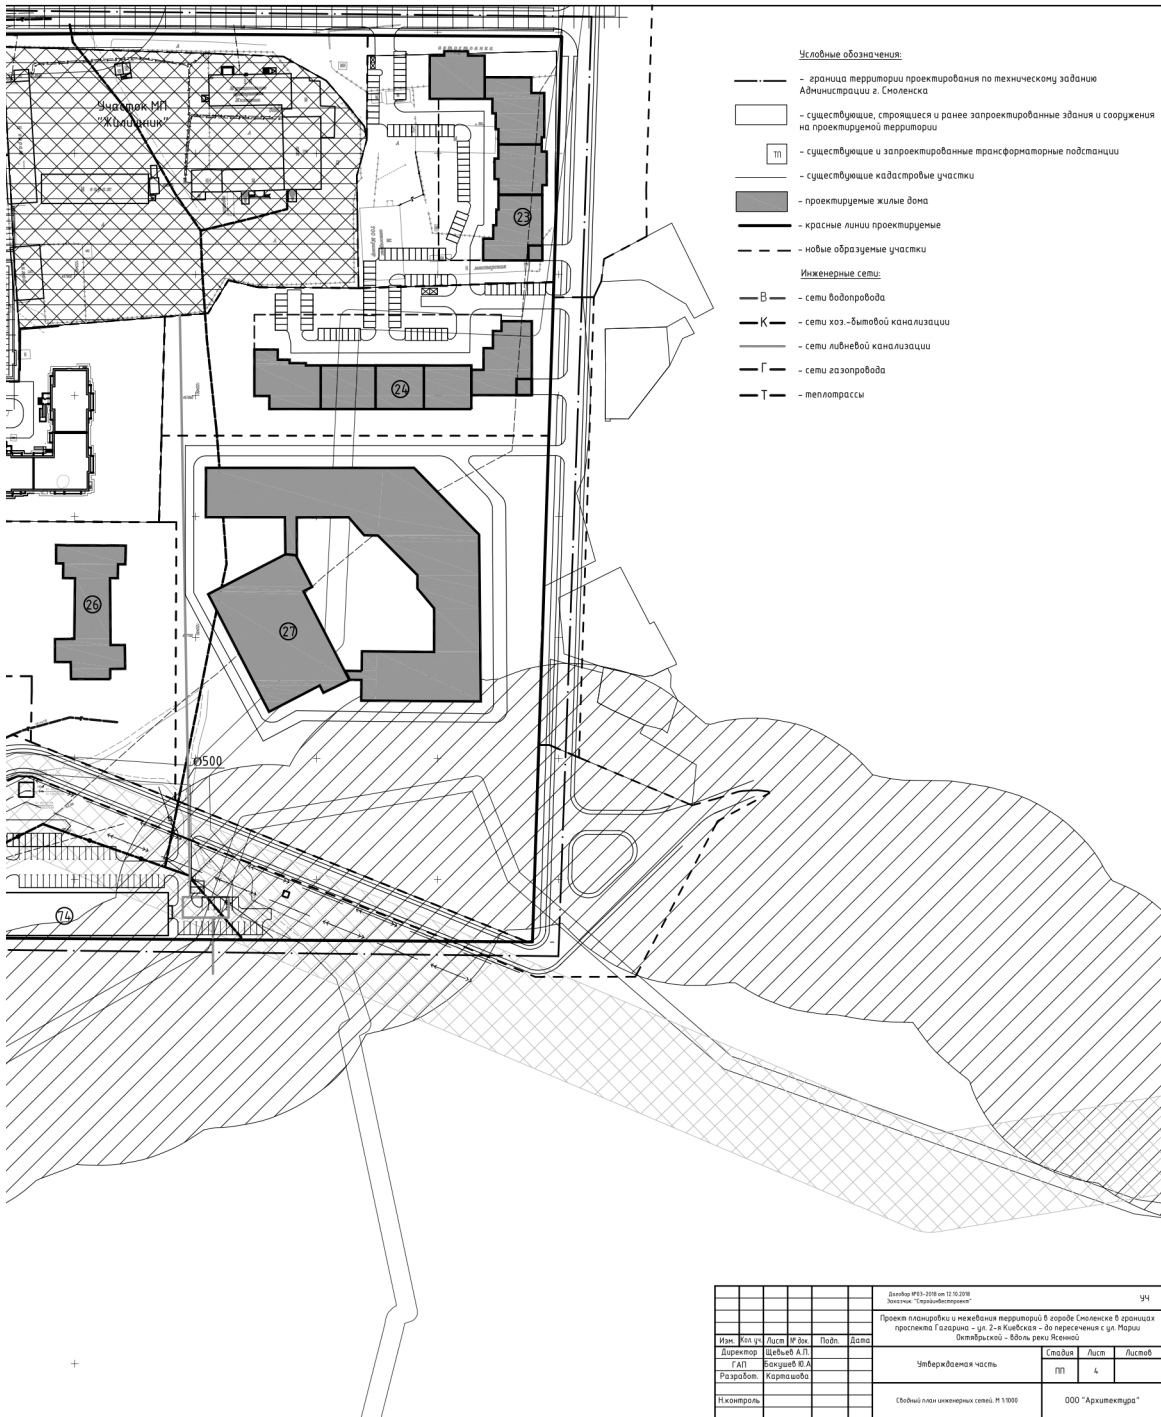 Условные обозначения:
- граница территории проектирования по техническому заданию
Администрации г. Смоленска
- существующие, строящиеся и ранее запроектированные здания и сооружения
на проектируемой территории
ТП
- существующие и запроектированные трансформаторные подстанции
- существующие кадастровые участки
- проектируемые жилые дома
- красные линии проектируемые
- новые образуемые участки
Инженерные сети:
В
- сети водопровода
К
- сети хоз.-бытовой канализации
- сети ливневой канализации
Г
- сети газопровода
Т
- теплотрассы
Участок МП
"Жилищник"
23
24
26
27
Ø500
74
Договор №03-2018 от 12.10.2018
Заказчик: "Стройинвестпроект"
УЧ
Проект планировки и межевания территорий в городе Смоленске в границах
проспекта Гагарина - ул. 2-я Киевская - до пересечения с ул. Марии
Октябрьской - вдоль реки Ясенной
Изм. Кол.уч. Лист № док. Подп. Дата
Директор Щевьев А.П.
ГАП Бакушев Ю.А
Разработ. Карташова
Н.контроль
Утверждаемая часть
Стадия Лист Листов
ПП 4
Сводный план инженерных сетей. М 1:1000
ООО "Архитектура"